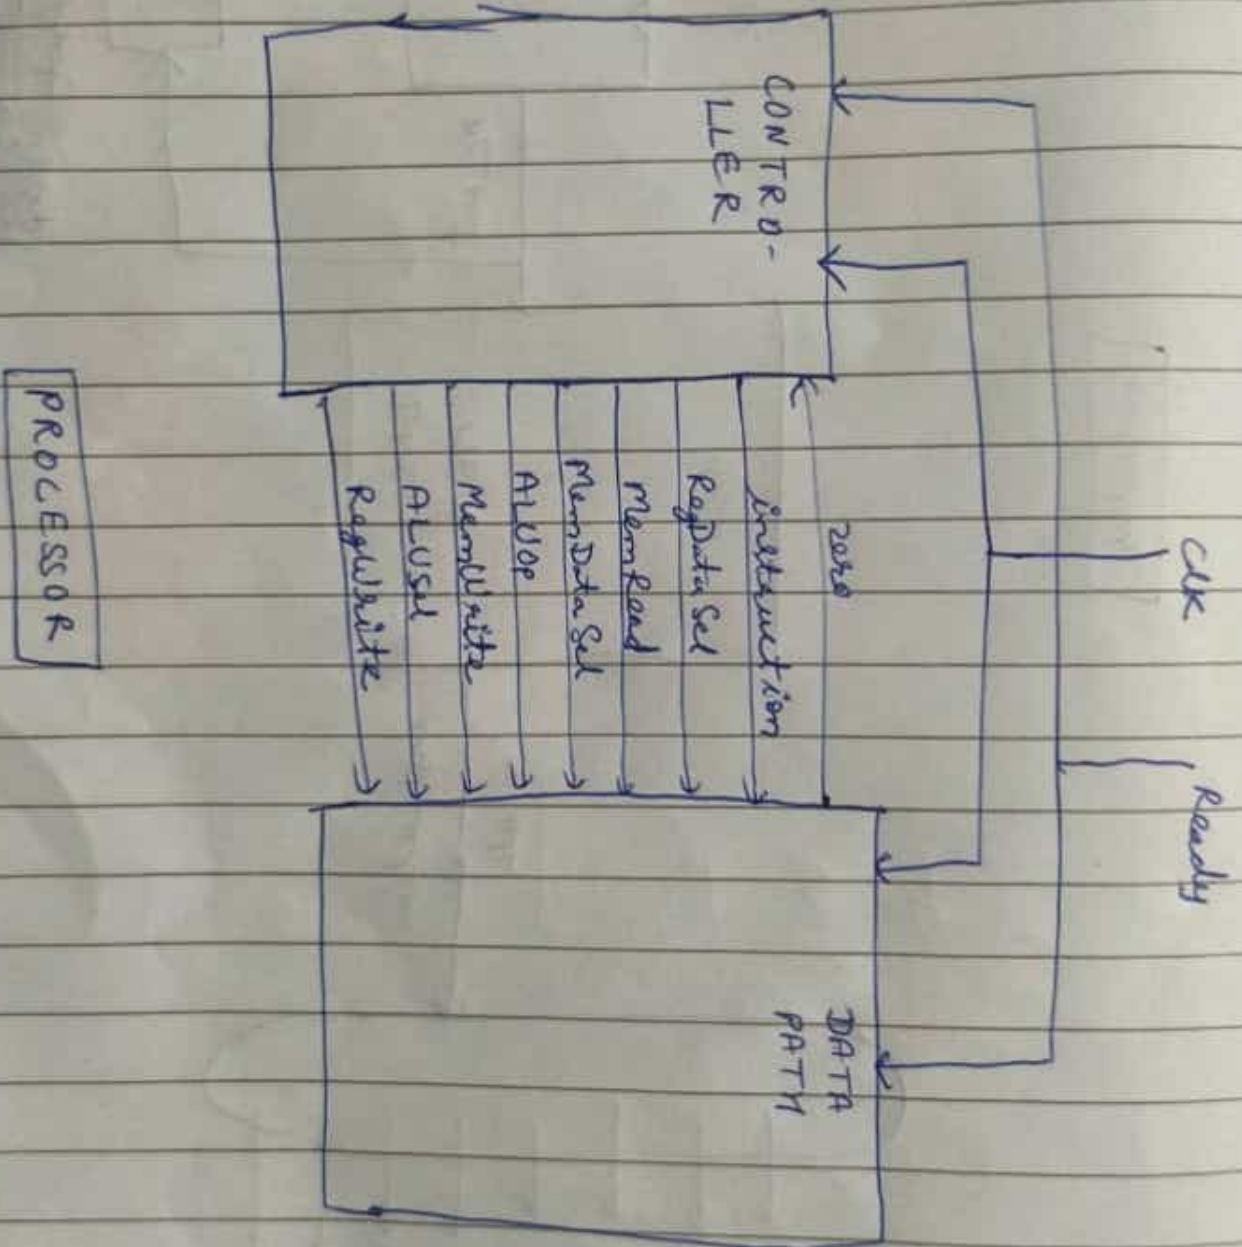 Clk
Ready
CONTRO-
LLER
DATA
PATH
zero
instruction
RegDataSel
MemRead
MemDataSel
ALUOP
MemWrite
ALUSel
RegWrite
PROCESSOR